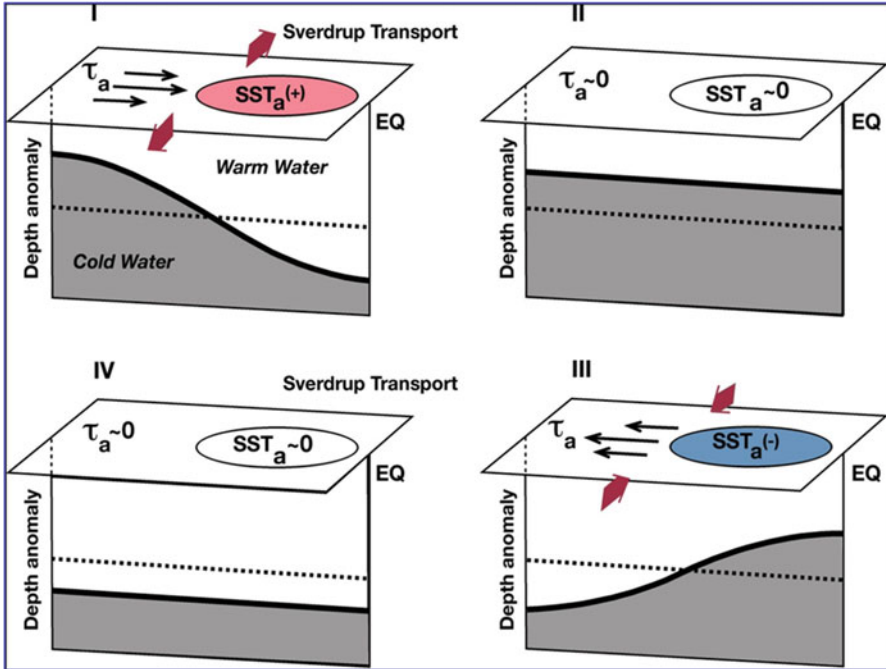 I
Sverdrup Transport
τa
SSTa(+)
EQ
Depth anomaly
Warm Water
Cold Water
II
τa~0
SSTa~0
EQ
Depth anomaly
IV
Sverdrup Transport
τa~0
SSTa~0
EQ
Depth anomaly
III
τa
SSTa(-)
EQ
Depth anomaly